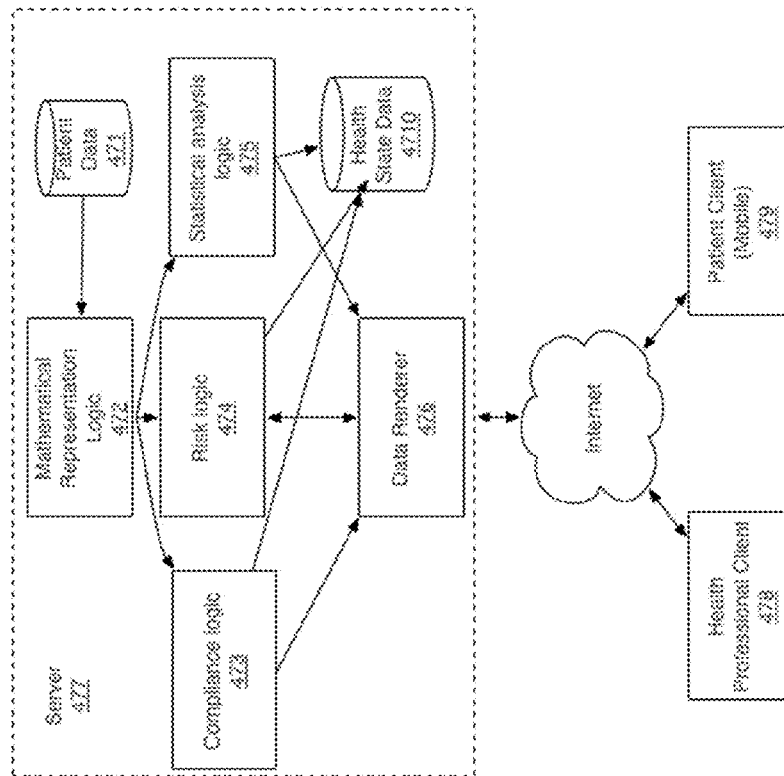 Server
477
Mathematical
Representation
Logic
472
Patient
Data
471
Compliance logic
473
Risk logic
474
Statistical analysis
logic
475
Data Renderer
476
Health
State Data
4710
Internet
Health
Professional Client
478
Patient Client
(Mobile)
479